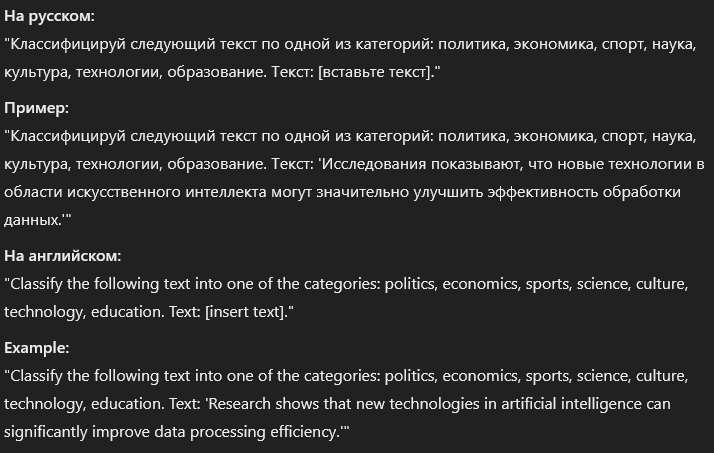 На русском:
"Классифицируй следующий текст по одной из категорий: политика, экономика, спорт, наука,
культура, технологии, образование. Текст: [вставьте текст]."
Пример:
"Классифицируй следующий текст по одной из категорий: политика, экономика, спорт, наука,
культура, технологии, образование. Текст: 'Исследования показывают, что новые технологии в
области искусственного интеллекта могут значительно улучшить эффективность обработки
данных.'"
На английском:
"Classify the following text into one of the categories: politics, economics, sports, science, culture,
technology, education. Text: [insert text]."
Example:
"Classify the following text into one of the categories: politics, economics, sports, science, culture,
technology, education. Text: 'Research shows that new technologies in artificial intelligence can
significantly improve data processing efficiency.'"